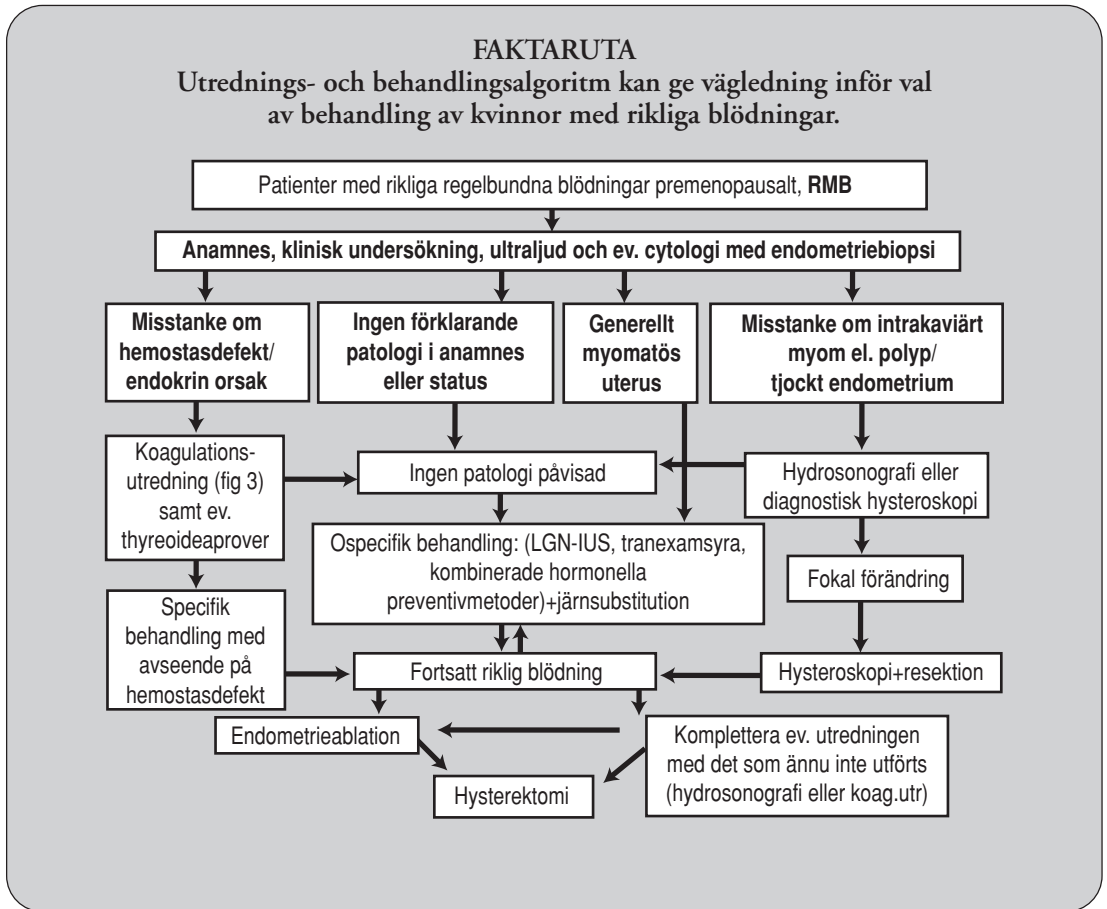 FAKTARUTA
Utrednings- och behandlingsalgoritm kan ge vägledning inför val
av behandling av kvinnor med rikliga blödningar.
Patienter med rikliga regelbundna blödningar premenopausalt, RMB
Anamnes, klinisk undersökning, ultraljud och ev. cytologi med endometriebiopsi
Misstanke om
hemostasdefekt/
endokrin orsak
Ingen förklarande
patologi i anamnes
eller status
Generellt
myomatös
uterus
Misstanke om intrakaviärt
myom el. polyp/
tjockt endometrium
Koagulations-
utredning (fig 3)
samt ev.
thyreoideaprover
Ingen patologi påvisad
Hydrosonografi eller
diagnostisk hysteroskopi
Ospecifik behandling: (LGN-IUS, tranexamsyra,
kombinerade hormonella
preventivmetoder)+järnsubstitution
Fokal förändring
Specifik
behandling med
avseende på
hemostasdefekt
Fortsatt riklig blödning
Hysteroskopi+resektion
Endometrieablation
Komplettera ev. utredningen
med det som ännu inte utförts
(hydrosonografi eller koag.utr)
Hysterektomi